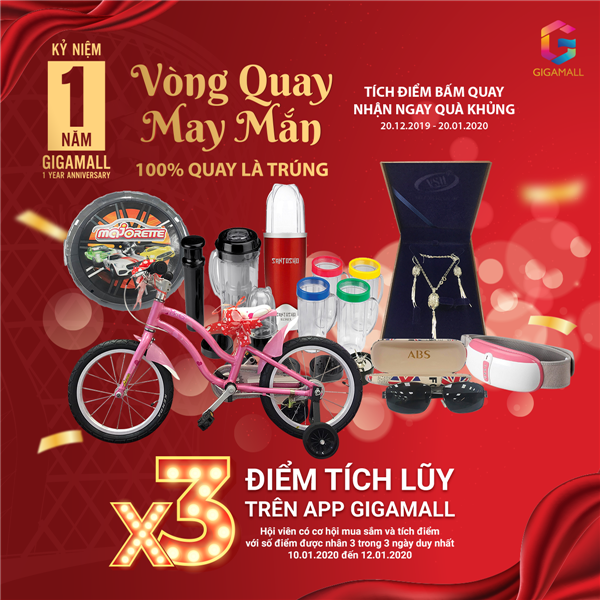 KỶ NIỆM
1
NĂM
GIGAMALL
1 YEAR ANNIVERSARY
Vòng Quay
May Mắn
100% QUAY LÀ TRÚNG
GIGAMALL
TÍCH ĐIỂM BẤM QUAY
NHẬN NGAY QUÀ KHỦNG
20.12.2019 - 20.01.2020
majorette
SANTOSHU
ABS
x3
ĐIỂM TÍCH LŨY
TRÊN APP GIGAMALL
Hội viên có cơ hội mua sắm và tích điểm
với số điểm được nhân 3 trong 3 ngày duy nhất
10.01.2020 đến 12.01.2020